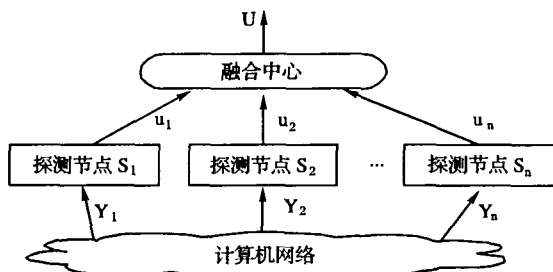 U
融合中心
u₁ u₂ uₙ
探测节点 S₁ 探测节点 S₂ … 探测节点 Sₙ
Y₁ Y₂ Yₙ
计算机网络